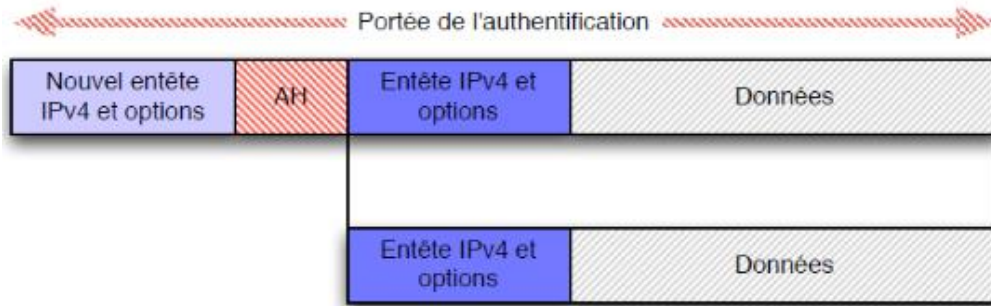 Portée de l'authentification
Nouvel entête
IPv4 et options
AH
Entête IPv4 et
options
Données
Entête IPv4 et
options
Données